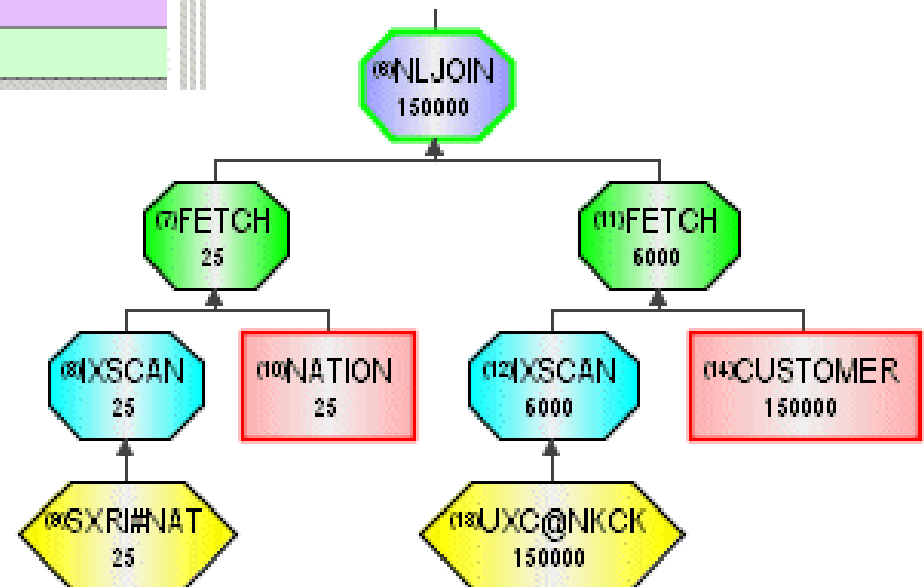 (6)NLJOIN
150000
(7)FETCH
25
(11)FETCH
6000
(8)IXSCAN
25
(10)NATION
25
(12)IXSCAN
6000
(14)CUSTOMER
150000
(9)SXRI#NAT
25
(13)UXC@NKCK
150000